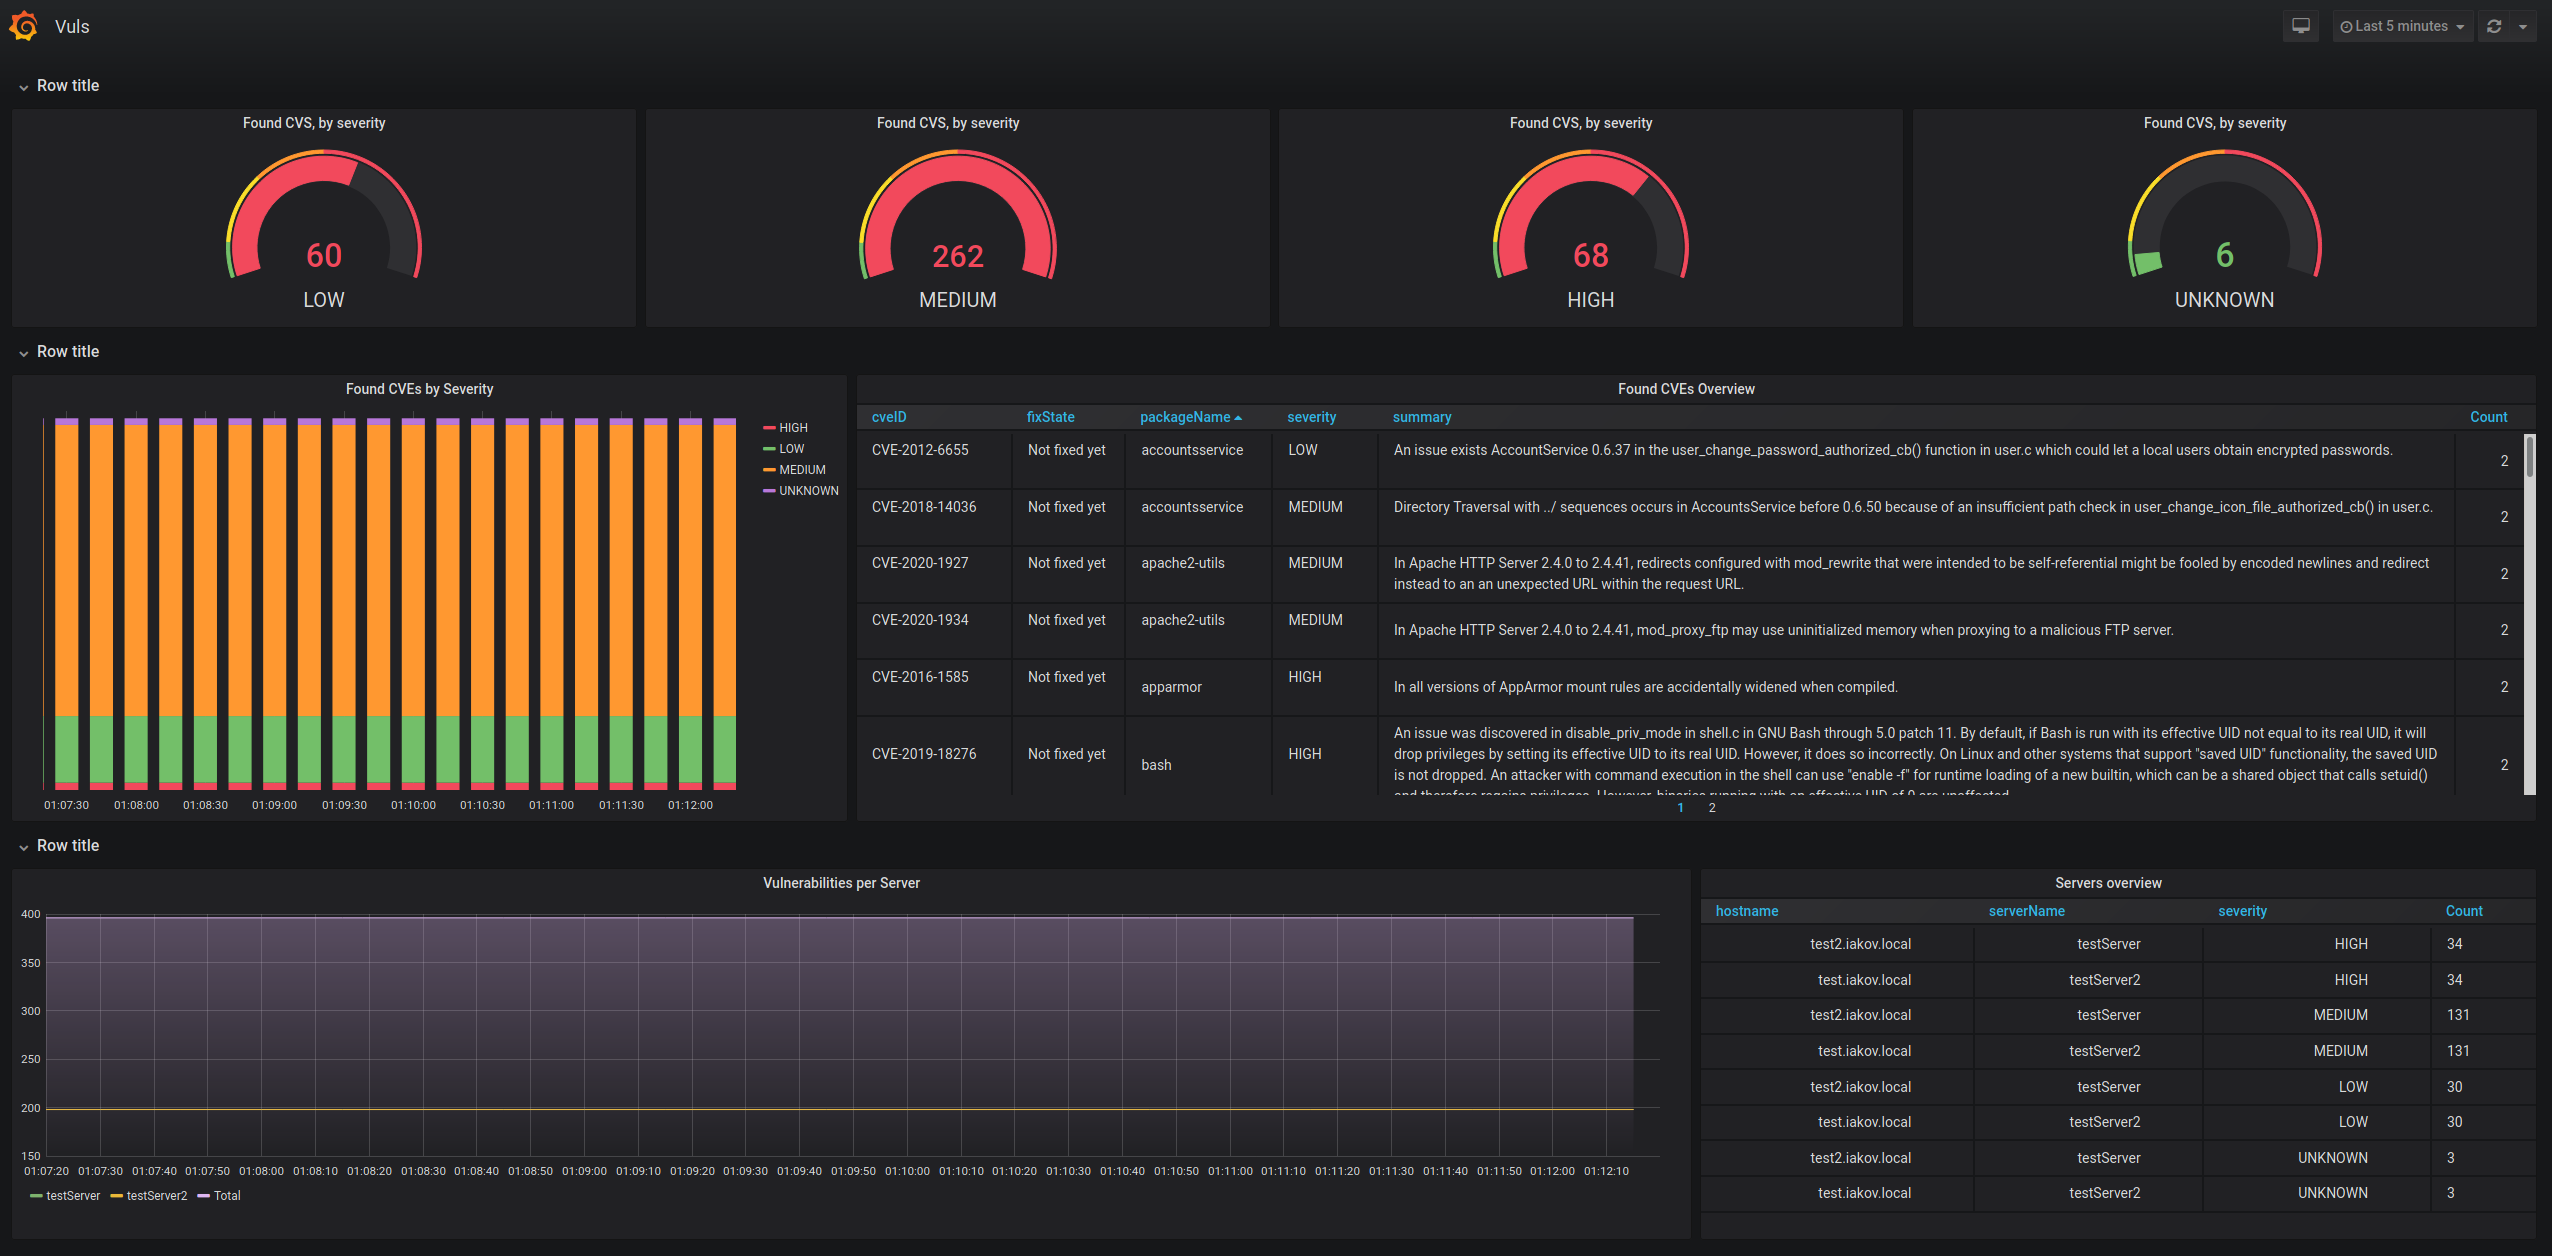 Vuls
Last 5 minutes
Row title
Found CVS, by severity
60
LOW
Found CVS, by severity
262
MEDIUM
Found CVS, by severity
68
HIGH
Found CVS, by severity
6
UNKNOWN
Row title
Found CVEs by Severity
HIGH
LOW
MEDIUM
UNKNOWN
01:07:30 01:08:00 01:08:30 01:09:00 01:09:30 01:10:00 01:10:30 01:11:00 01:11:30 01:12:00
Found CVEs Overview
cveID fixState packageName severity summary Count
CVE-2012-6655 Not fixed yet accountsservice LOW An issue exists AccountService 0.6.37 in the user_change_password_authorized_cb() function in user.c which could let a local users obtain encrypted passwords. 2
CVE-2018-14036 Not fixed yet accountsservice MEDIUM Directory Traversal with ../ sequences occurs in AccountsService before 0.6.50 because of an insufficient path check in user_change_icon_file_authorized_cb() in user.c. 2
CVE-2020-1927 Not fixed yet apache2-utils MEDIUM In Apache HTTP Server 2.4.0 to 2.4.41, redirects configured with mod_rewrite that were intended to be self-referential might be fooled by encoded newlines and redirect
instead to an an unexpected URL within the request URL. 2
CVE-2020-1934 Not fixed yet apache2-utils MEDIUM In Apache HTTP Server 2.4.0 to 2.4.41, mod_proxy_ftp may use uninitialized memory when proxying to a malicious FTP server. 2
CVE-2016-1585 Not fixed yet apparmor HIGH In all versions of AppArmor mount rules are accidentally widened when compiled. 2
CVE-2019-18276 Not fixed yet bash HIGH An issue was discovered in disable_priv_mode in shell.c in GNU Bash through 5.0 patch 11. By default, if Bash is run with its effective UID not equal to its real UID, it will
drop privileges by setting its effective UID to its real UID. However, it does so incorrectly. On Linux and other systems that support "saved UID" functionality, the saved UID
is not dropped. An attacker with command execution in the shell can use "enable -f" for runtime loading of a new builtin, which can be a shared object that calls setuid()
and therefore regains privileges. However, binaries running with an effective UID of 0 are unaffected. 2
1 2
Row title
Vulnerabilities per Server
400
350
300
250
200
150
01:07:20 01:07:30 01:07:40 01:07:50 01:08:00 01:08:10 01:08:20 01:08:30 01:08:40 01:08:50 01:09:00 01:09:10 01:09:20 01:09:30 01:09:40 01:09:50 01:10:00 01:10:10 01:10:20 01:10:30 01:10:40 01:10:50 01:11:00 01:11:10 01:11:20 01:11:30 01:11:40 01:11:50 01:12:00 01:12:10
testServer testServer2 Total
Servers overview
hostname serverName severity Count
test2.iakov.local testServer HIGH 34
test.iakov.local testServer2 HIGH 34
test2.iakov.local testServer MEDIUM 131
test.iakov.local testServer2 MEDIUM 131
test2.iakov.local testServer LOW 30
test.iakov.local testServer2 LOW 30
test2.iakov.local testServer UNKNOWN 3
test.iakov.local testServer2 UNKNOWN 3